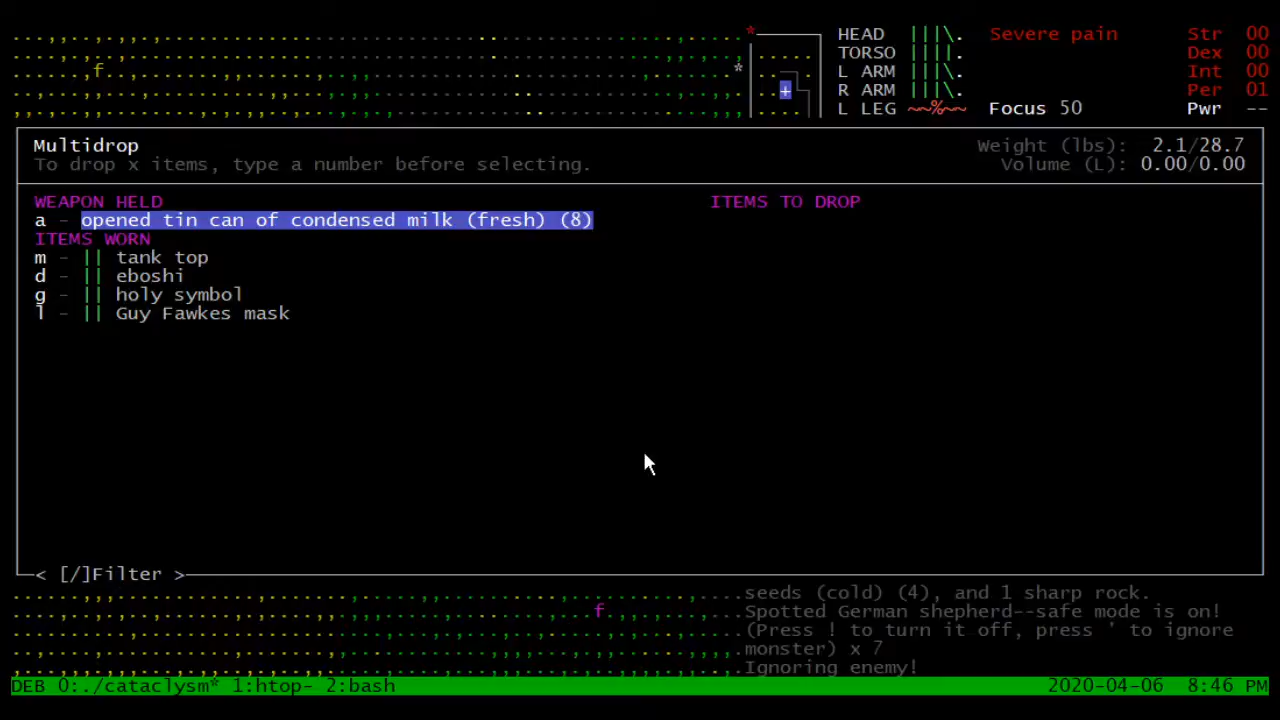 HEAD |||\. Severe pain Str 00
TORSO ||||. Dex 00
L ARM |||\. Int 00
R ARM |||\. Per 01
L LEG ~~%~~ Focus 50 Pwr --
Multidrop Weight (lbs): 2.1/28.7
To drop x items, type a number before selecting. Volume (L): 0.00/0.00
WEAPON HELD ITEMS TO DROP
a - opened tin can of condensed milk (fresh) (8)
ITEMS WORN
m - || tank top
d - || eboshi
g - || holy symbol
l - || Guy Fawkes mask
< [/]Filter >
seeds (cold) (4), and 1 sharp rock.
Spotted German shepherd--safe mode is on!
(Press ! to turn it off, press ' to ignore
monster) x 7
Ignoring enemy!
DEB 0:./cataclysm* 1:htop- 2:bash 2020-04-06 8:46 PM